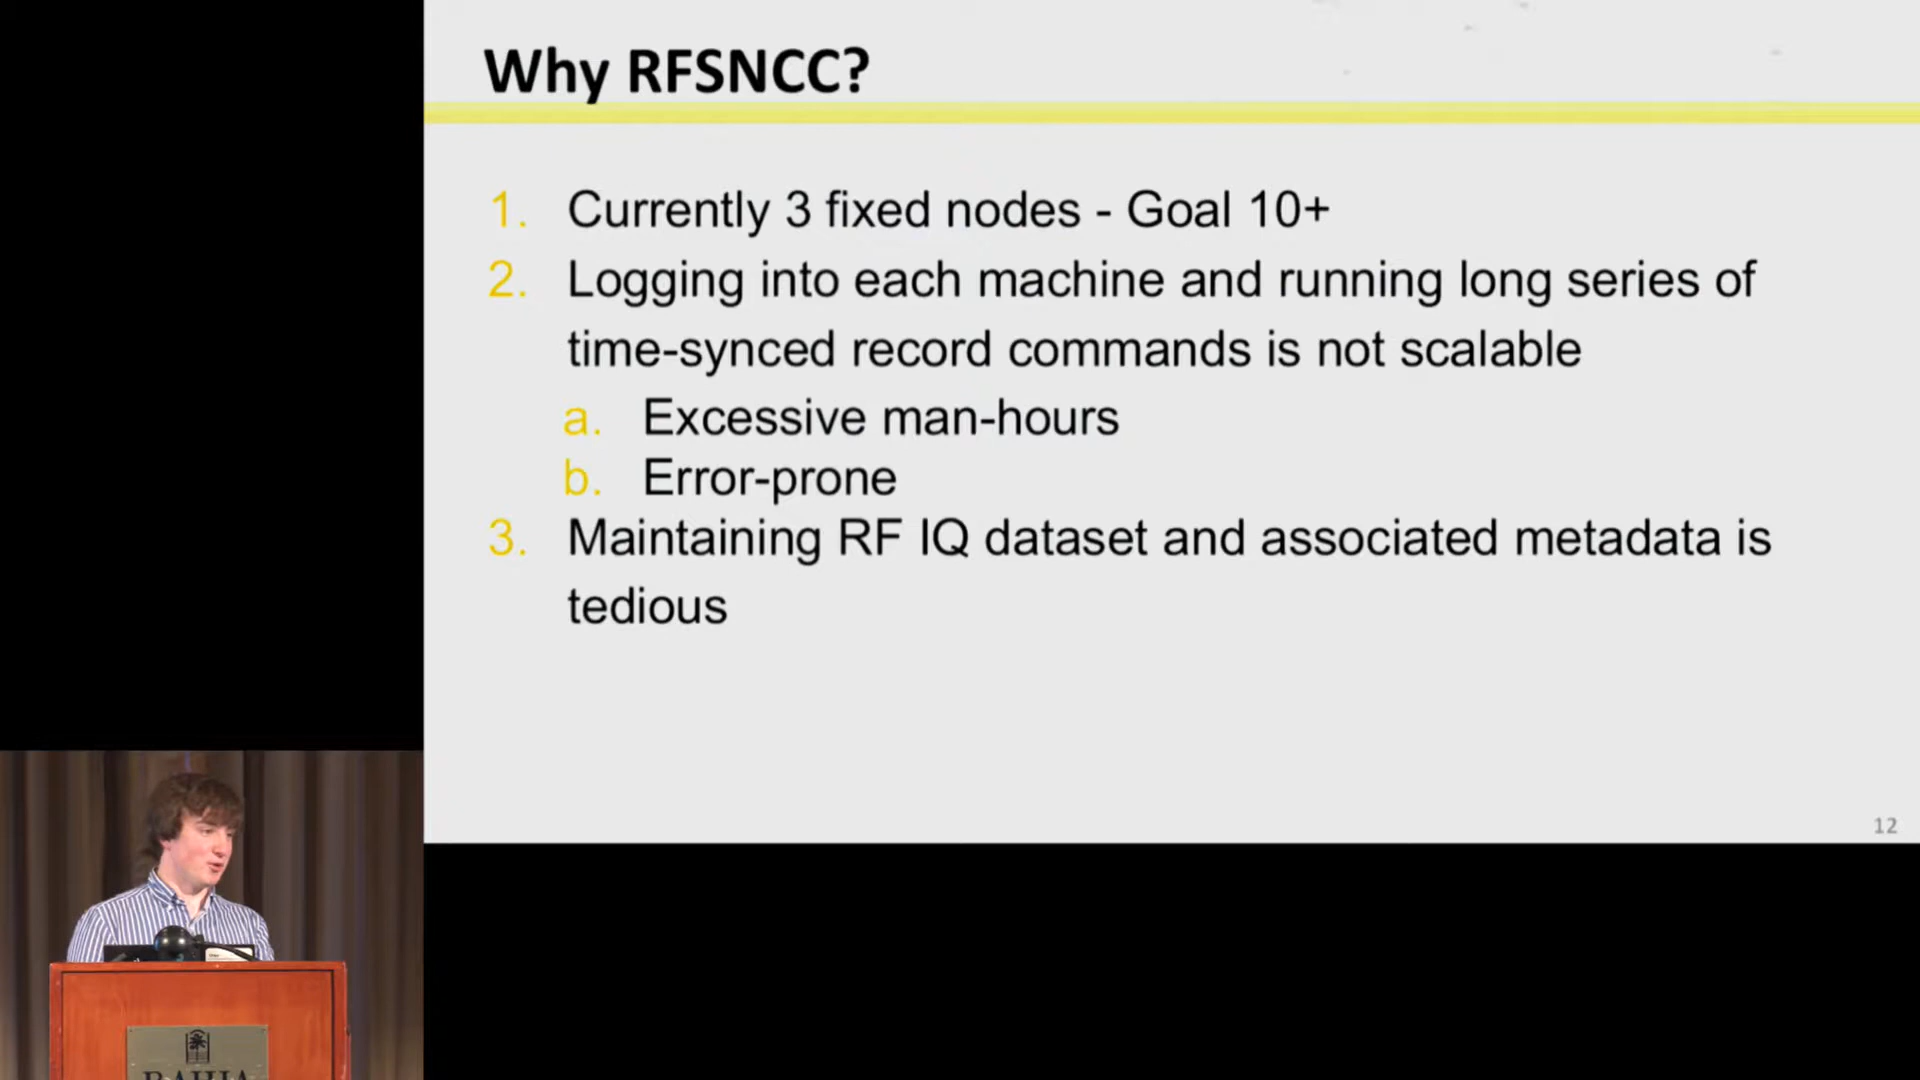 Why RFSNCC?
1. Currently 3 fixed nodes - Goal 10+
2. Logging into each machine and running long series of
time-synced record commands is not scalable
a. Excessive man-hours
b. Error-prone
3. Maintaining RF IQ dataset and associated metadata is
tedious
12
BAHIA